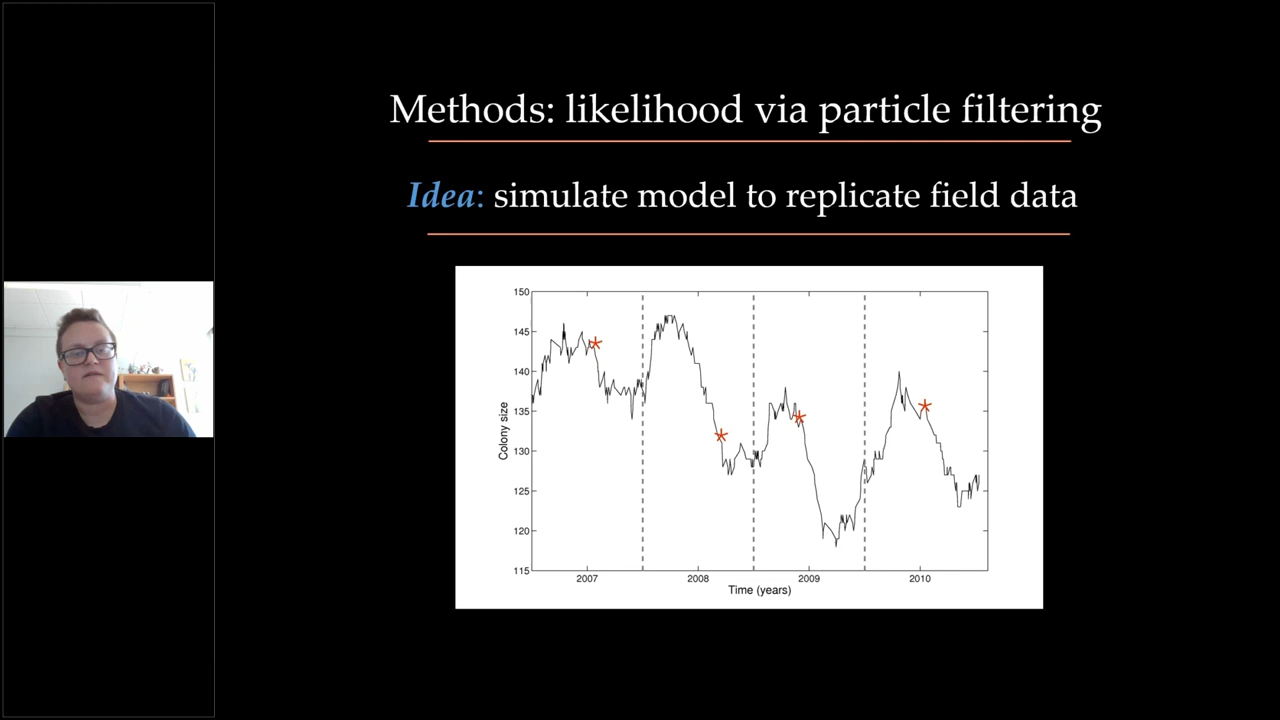 Methods: likelihood via particle filtering
Idea: simulate model to replicate field data
150
145
140
135
130
125
120
115
Colony size
2007 2008 2009 2010
Time (years)